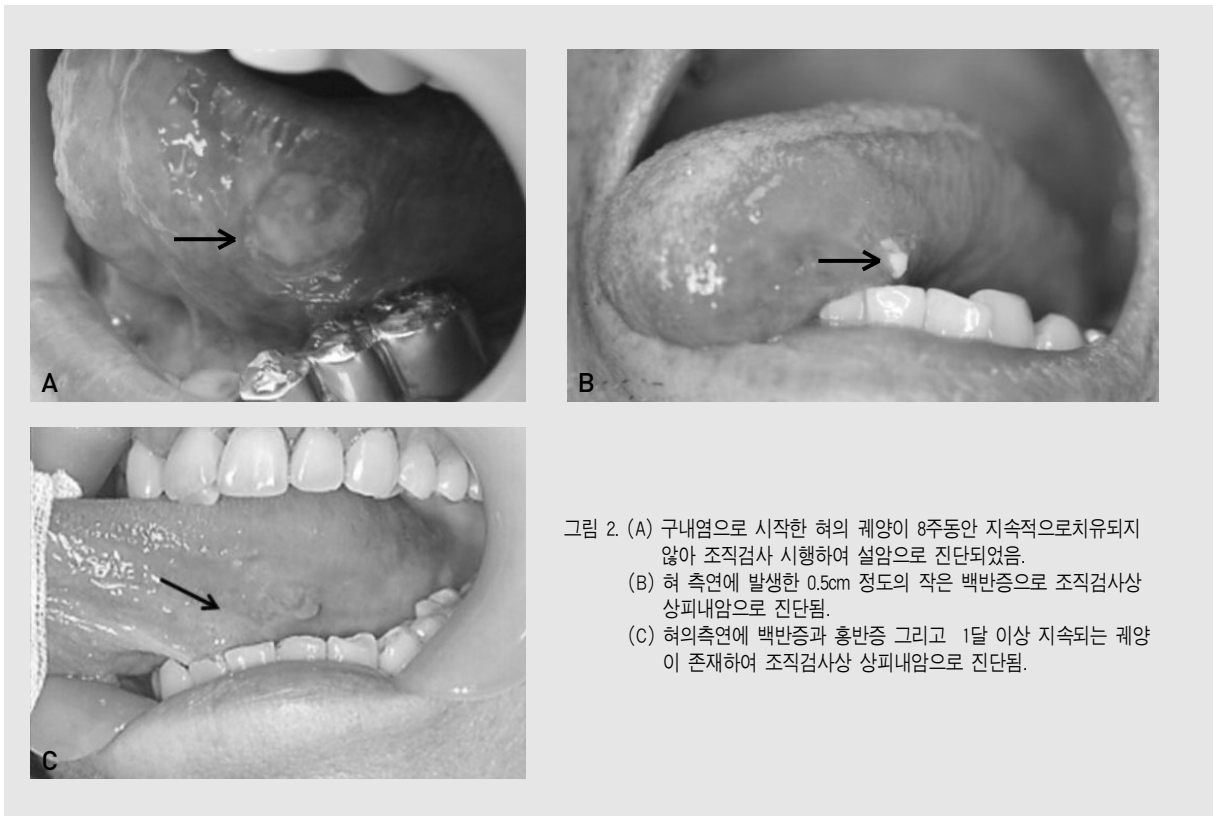 A
B
C
그림 2. (A) 구내염으로 시작한 혀의 궤양이 8주동안 지속적으로치유되지
않아 조직검사 시행하여 설암으로 진단되었음.
(B) 혀 측연에 발생한 0.5cm 정도의 작은 백반증으로 조직검사상
상피내암으로 진단됨.
(C) 혀의측연에 백반증과 홍반증 그리고 1달 이상 지속되는 궤양
이 존재하여 조직검사상 상피내암으로 진단됨.